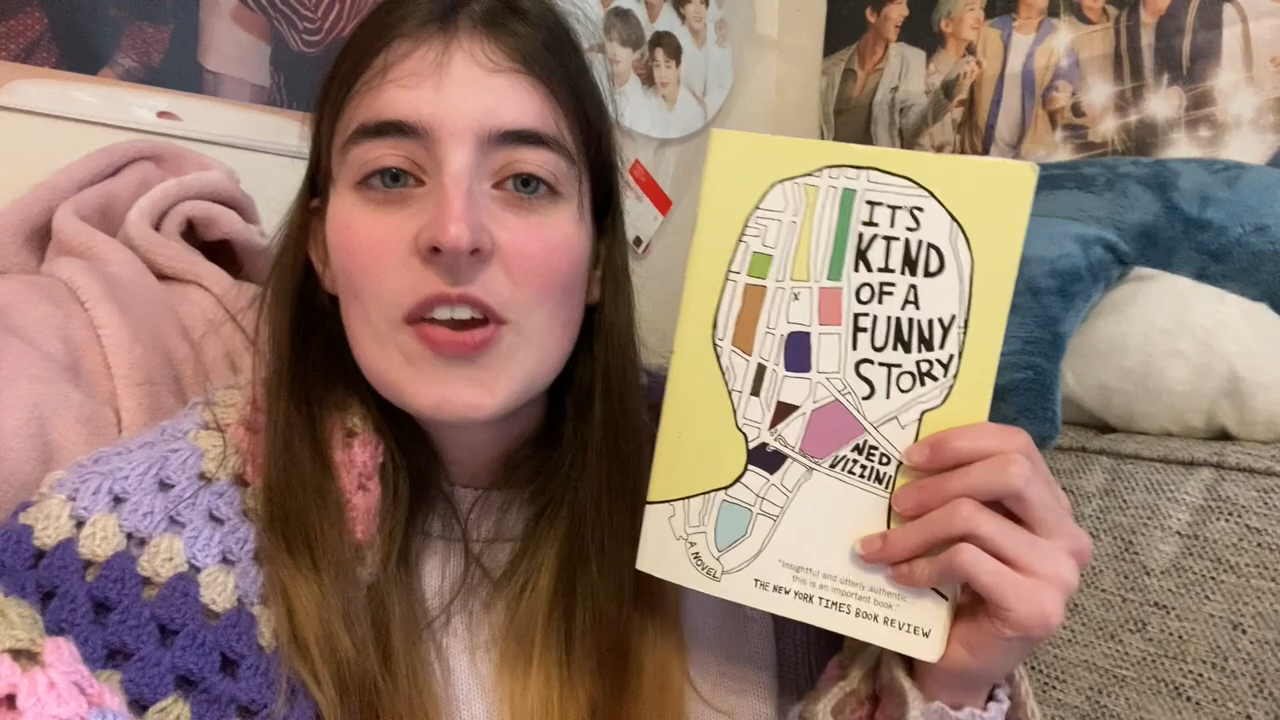 IT'S
KIND
OF A
FUNNY
STORY
NED
VIZZINI
A NOVEL
"Insightful and utterly authentic...
this is an important book."
THE NEW YORK TIMES BOOK REVIEW